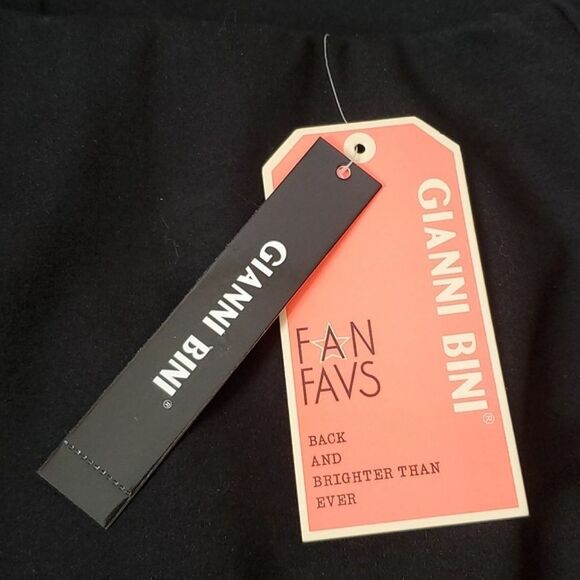 GIANNI BINI®
GIANNI BINI®
FAN
FAVS
BACK
AND
BRIGHTER THAN
EVER